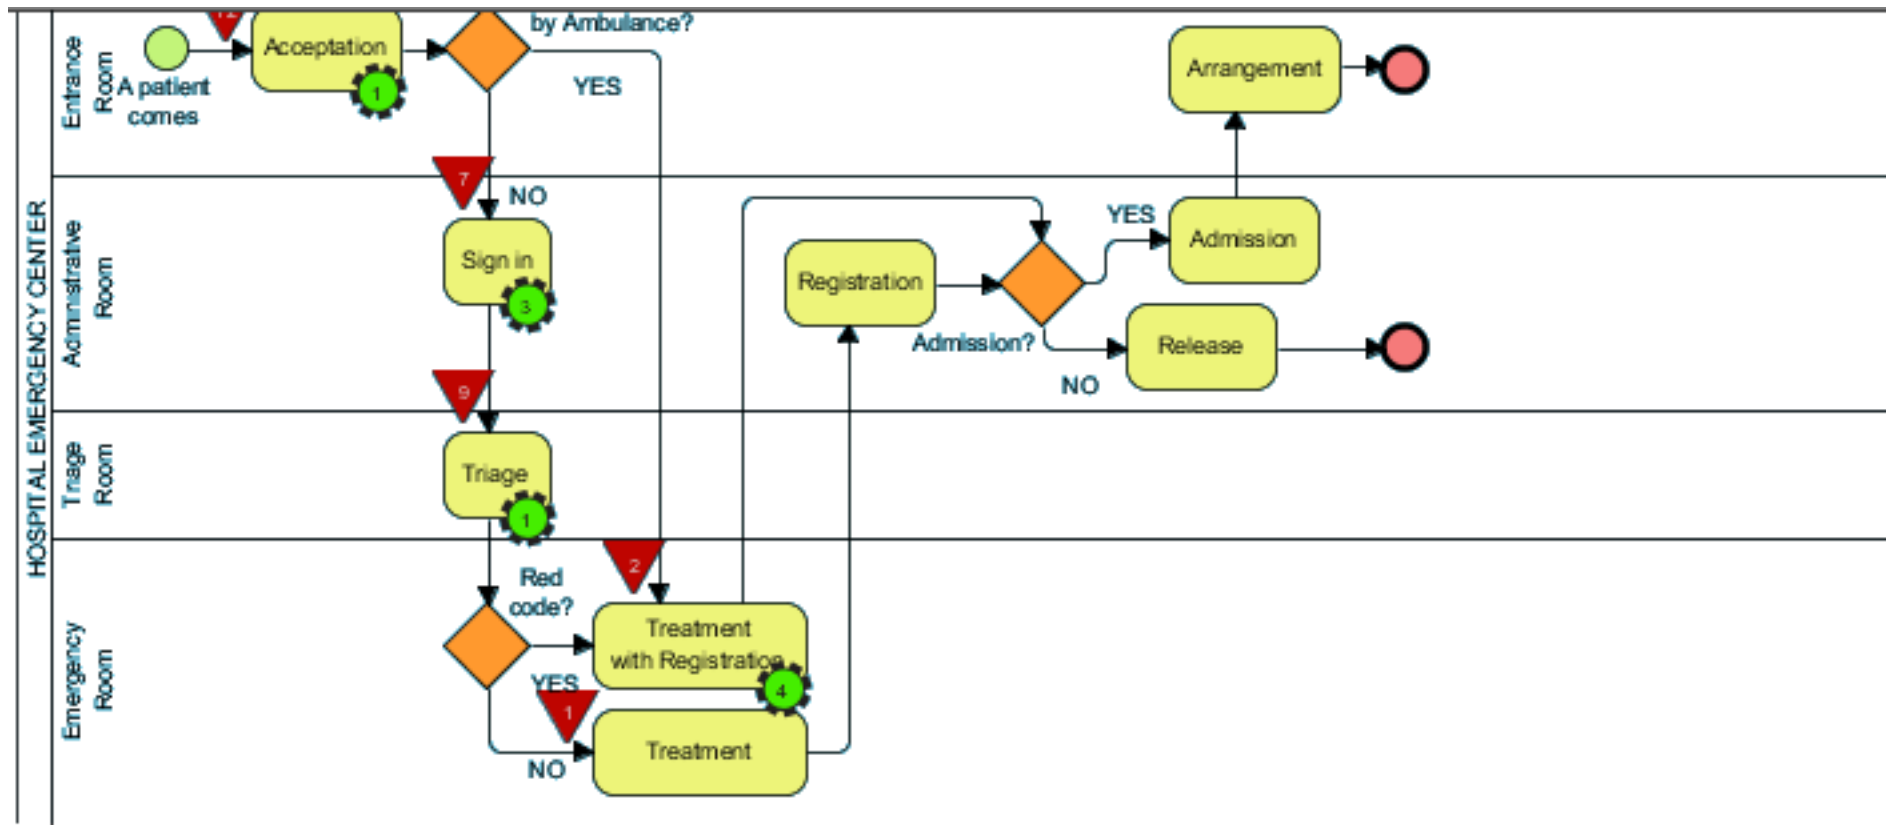 HOSPITAL EMERGENCY CENTER
Entrance
Room
A patient
comes
Acceptation
1
by Ambulance?
YES
Arrangement
Administrative
Room
7
NO
Sign in
3
Registration
Admission?
YES
Admission
NO
Release
Triage
Room
9
Triage
1
Emergency
Room
Red
code?
2
Treatment
with Registration
4
YES
1
NO
Treatment